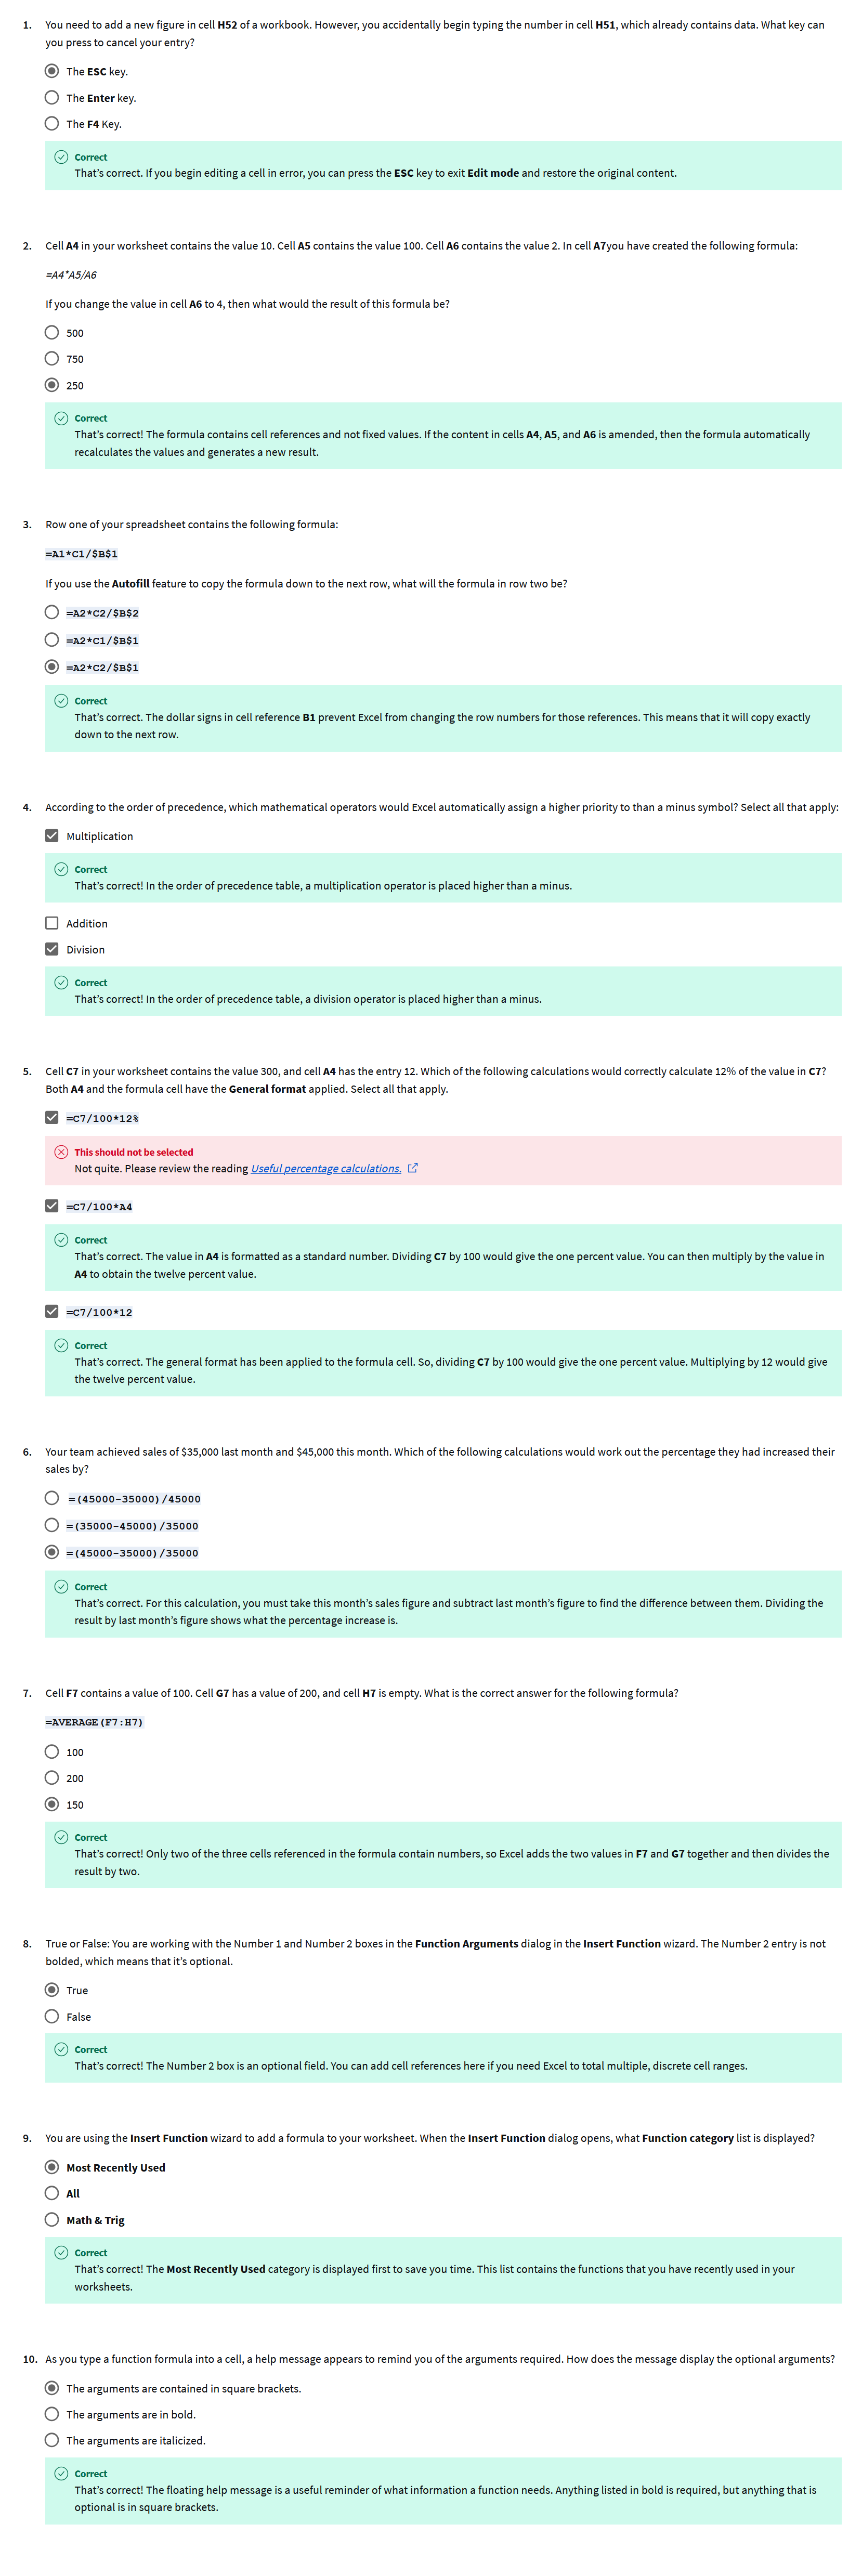 1. You need to add a new figure in cell H52 of a workbook. However, you accidentally begin typing the number in cell H51, which already contains data. What key can
you press to cancel your entry?
The ESC key.
The Enter key.
The F4 Key.
Correct
That's correct. If you begin editing a cell in error, you can press the ESC key to exit Edit mode and restore the original content.
2. Cell A4 in your worksheet contains the value 10. Cell A5 contains the value 100. Cell A6 contains the value 2. In cell A7you have created the following formula:
=A4*A5/A6
If you change the value in cell A6 to 4, then what would the result of this formula be?
500
750
250
Correct
That's correct! The formula contains cell references and not fixed values. If the content in cells A4, A5, and A6 is amended, then the formula automatically
recalculates the values and generates a new result.
3. Row one of your spreadsheet contains the following formula:
=A1*C1/$B$1
If you use the Autofill feature to copy the formula down to the next row, what will the formula in row two be?
=A2*C2/$B$2
=A2*C1/$B$1
=A2*C2/$B$1
Correct
That's correct. The dollar signs in cell reference B1 prevent Excel from changing the row numbers for those references. This means that it will copy exactly
down to the next row.
4. According to the order of precedence, which mathematical operators would Excel automatically assign a higher priority to than a minus symbol? Select all that apply:
Multiplication
Correct
That's correct! In the order of precedence table, a multiplication operator is placed higher than a minus.
Addition
Division
Correct
That's correct! In the order of precedence table, a division operator is placed higher than a minus.
5. Cell C7 in your worksheet contains the value 300, and cell A4 has the entry 12. Which of the following calculations would correctly calculate 12% of the value in C7?
Both A4 and the formula cell have the General format applied. Select all that apply.
=C7/100*12%
This should not be selected
Not quite. Please review the reading Useful percentage calculations.
=C7/100*A4
Correct
That's correct. The value in A4 is formatted as a standard number. Dividing C7 by 100 would give the one percent value. You can then multiply by the value in
A4 to obtain the twelve percent value.
=C7/100*12
Correct
That's correct. The general format has been applied to the formula cell. So, dividing C7 by 100 would give the one percent value. Multiplying by 12 would give
the twelve percent value.
6. Your team achieved sales of $35,000 last month and $45,000 this month. Which of the following calculations would work out the percentage they had increased their
sales by?
=(45000-35000)/45000
=(35000-45000)/35000
=(45000-35000)/35000
Correct
That's correct. For this calculation, you must take this month's sales figure and subtract last month's figure to find the difference between them. Dividing the
result by last month's figure shows what the percentage increase is.
7. Cell F7 contains a value of 100. Cell G7 has a value of 200, and cell H7 is empty. What is the correct answer for the following formula?
=AVERAGE(F7:H7)
100
200
150
Correct
That's correct! Only two of the three cells referenced in the formula contain numbers, so Excel adds the two values in F7 and G7 together and then divides the
result by two.
8. True or False: You are working with the Number 1 and Number 2 boxes in the Function Arguments dialog in the Insert Function wizard. The Number 2 entry is not
bolded, which means that it's optional.
True
False
Correct
That's correct! The Number 2 box is an optional field. You can add cell references here if you need Excel to total multiple, discrete cell ranges.
9. You are using the Insert Function wizard to add a formula to your worksheet. When the Insert Function dialog opens, what Function category list is displayed?
Most Recently Used
All
Math & Trig
Correct
That's correct! The Most Recently Used category is displayed first to save you time. This list contains the functions that you have recently used in your
worksheets.
10. As you type a function formula into a cell, a help message appears to remind you of the arguments required. How does the message display the optional arguments?
The arguments are contained in square brackets.
The arguments are in bold.
The arguments are italicized.
Correct
That's correct! The floating help message is a useful reminder of what information a function needs. Anything listed in bold is required, but anything that is
optional is in square brackets.